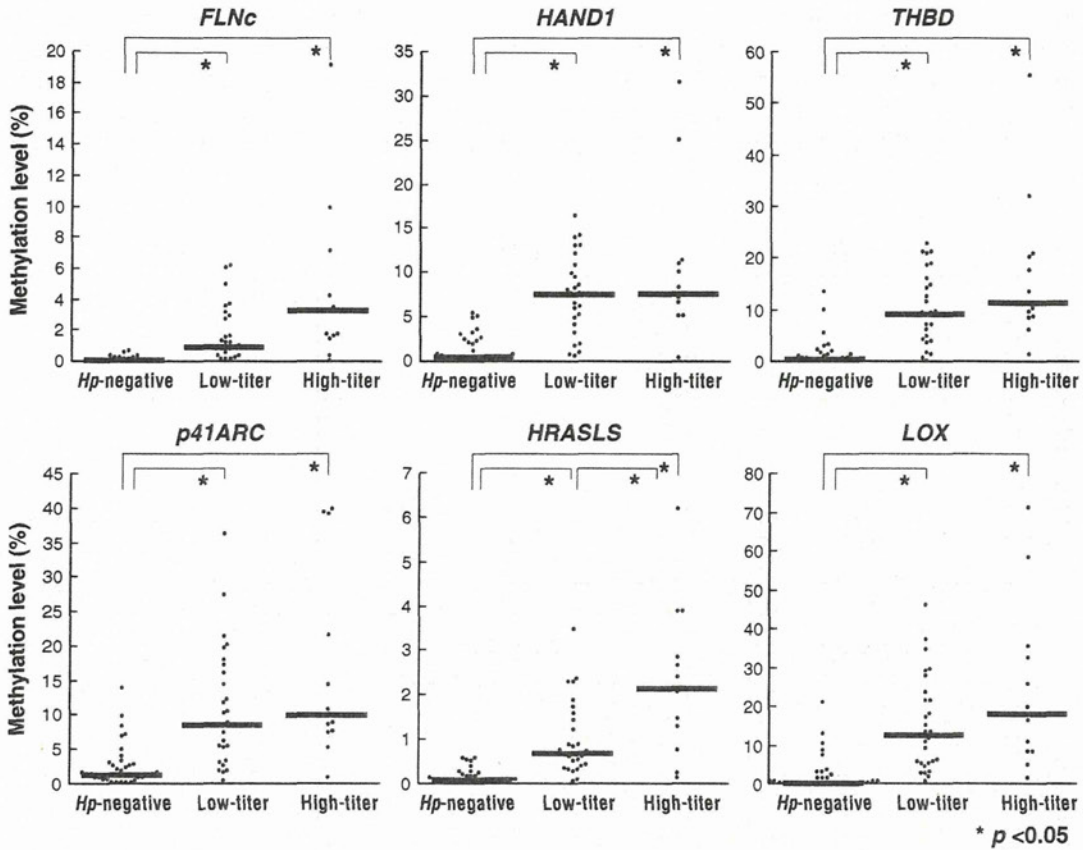 FLNc
HAND1
THBD
Methylation level (%)
20
18
16
14
12
10
8
6
4
2
0
*
*
Hp-negative
Low-titer
High-titer
35
30
25
20
15
10
5
0
*
*
Hp-negative
Low-titer
High-titer
60
50
40
30
20
10
0
*
*
Hp-negative
Low-titer
High-titer
p41ARC
HRASLS
LOX
Methylation level (%)
45
40
35
30
25
20
15
10
5
0
*
*
Hp-negative
Low-titer
High-titer
7
6
5
4
3
2
1
0
*
*
*
Hp-negative
Low-titer
High-titer
80
70
60
50
40
30
20
10
0
*
*
Hp-negative
Low-titer
High-titer
* p <0.05